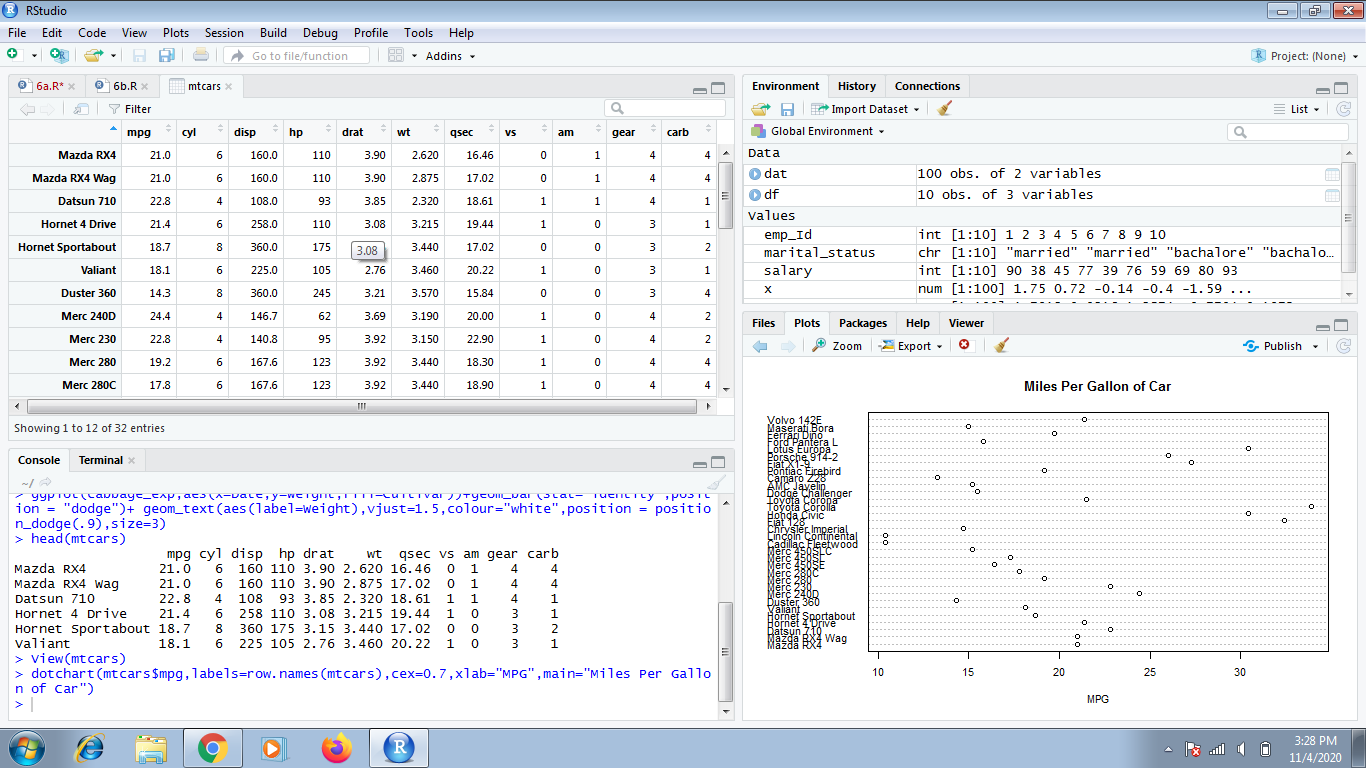 RStudio
File Edit Code View Plots Session Build Debug Profile Tools Help
Go to file/function Addins Project: (None)
6a.R* 6b.R mtcars
Filter
mpg cyl disp hp drat wt qsec vs am gear carb
Mazda RX4 21.0 6 160.0 110 3.90 2.620 16.46 0 1 4 4
Mazda RX4 Wag 21.0 6 160.0 110 3.90 2.875 17.02 0 1 4 4
Datsun 710 22.8 4 108.0 93 3.85 2.320 18.61 1 1 4 1
Hornet 4 Drive 21.4 6 258.0 110 3.08 3.215 19.44 1 0 3 1
Hornet Sportabout 18.7 8 360.0 175 3.440 17.02 0 0 3 2
3.08
Valiant 18.1 6 225.0 105 2.76 3.460 20.22 1 0 3 1
Duster 360 14.3 8 360.0 245 3.21 3.570 15.84 0 0 3 4
Merc 240D 24.4 4 146.7 62 3.69 3.190 20.00 1 0 4 2
Merc 230 22.8 4 140.8 95 3.92 3.150 22.90 1 0 4 2
Merc 280 19.2 6 167.6 123 3.92 3.440 18.30 1 0 4 4
Merc 280C 17.8 6 167.6 123 3.92 3.440 18.90 1 0 4 4
Showing 1 to 12 of 32 entries
Console Terminal
~/
> ggplot(cabbage_exp,aes(x=Date,y=Weight,fill=Cultivar))+geom_bar(stat="identity",posit
ion = "dodge")+ geom_text(aes(label=Weight),vjust=1.5,colour="white",position = positio
n_dodge(.9),size=3)
> head(mtcars)
mpg cyl disp hp drat wt qsec vs am gear carb
Mazda RX4 21.0 6 160 110 3.90 2.620 16.46 0 1 4 4
Mazda RX4 Wag 21.0 6 160 110 3.90 2.875 17.02 0 1 4 4
Datsun 710 22.8 4 108 93 3.85 2.320 18.61 1 1 4 1
Hornet 4 Drive 21.4 6 258 110 3.08 3.215 19.44 1 0 3 1
Hornet Sportabout 18.7 8 360 175 3.15 3.440 17.02 0 0 3 2
Valiant 18.1 6 225 105 2.76 3.460 20.22 1 0 3 1
> View(mtcars)
> dotchart(mtcars$mpg,labels=row.names(mtcars),cex=0.7,xlab="MPG",main="Miles Per Gallo
n of Car")
>
Environment History Connections
Import Dataset List
Global Environment
Data
dat 100 obs. of 2 variables
df 10 obs. of 3 variables
Values
emp_Id int [1:10] 1 2 3 4 5 6 7 8 9 10
marital_status chr [1:10] "married" "married" "bachalore" "bachalo…
salary int [1:10] 90 38 45 77 39 76 59 69 80 93
x num [1:100] 1.75 0.72 -0.14 -0.4 -1.59 ...
Files Plots Packages Help Viewer
Zoom Export Publish
Miles Per Gallon of Car
Volvo 142E
Maserati Bora
Ferrari Dino
Ford Pantera L
Lotus Europa
Porsche 914-2
Fiat X1-9
Pontiac Firebird
Camaro Z28
AMC Javelin
Dodge Challenger
Toyota Corona
Toyota Corolla
Honda Civic
Fiat 128
Chrysler Imperial
Lincoln Continental
Cadillac Fleetwood
Merc 450SLC
Merc 450SL
Merc 450SE
Merc 280C
Merc 280
Merc 230
Merc 240D
Duster 360
Valiant
Hornet Sportabout
Hornet 4 Drive
Datsun 710
Mazda RX4 Wag
Mazda RX4
10 15 20 25 30
MPG
3:28 PM
11/4/2020